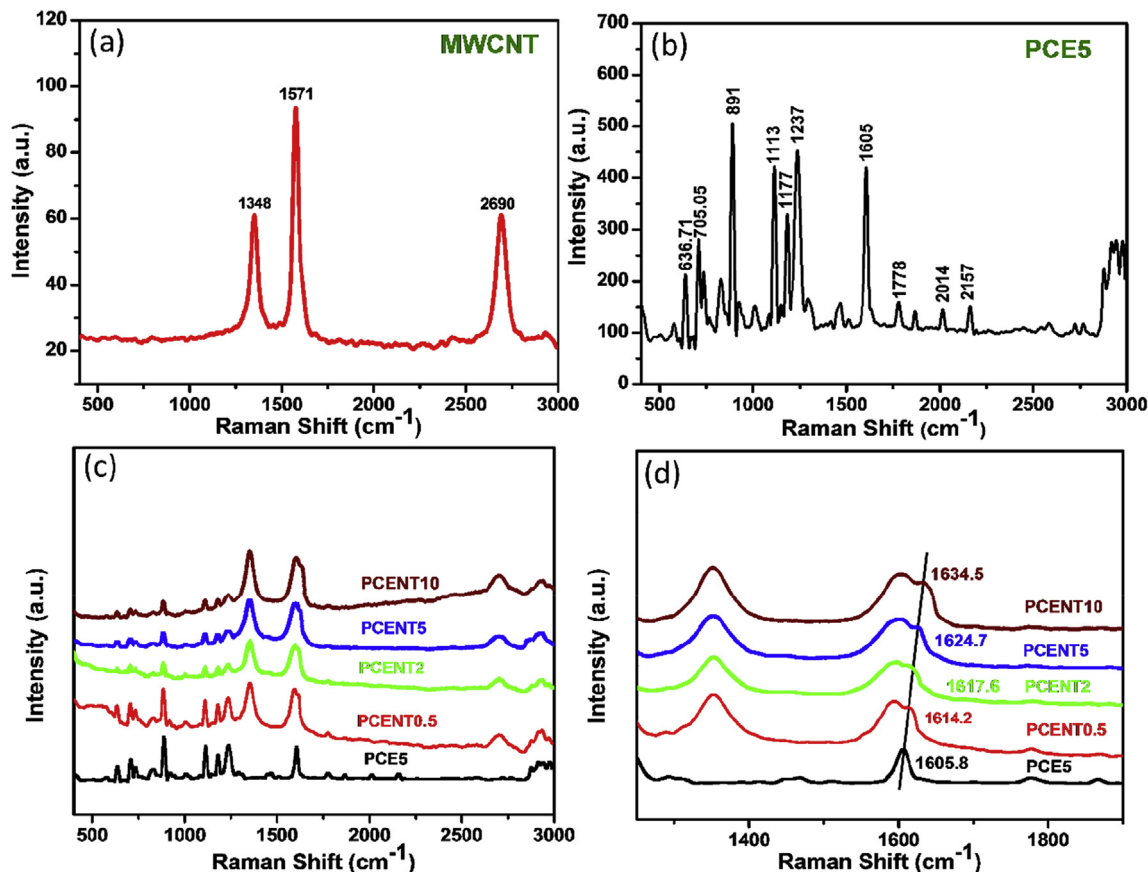 (a)
MWCNT
120
100
80
60
40
20
1348
1571
2690
Intensity (a.u.)
500
1000
1500
2000
2500
3000
Raman Shift (cm-1)
(b)
PCE5
700
600
500
400
300
200
100
0
636.71
705.05
891
1113
1177
1237
1605
1778
2014
2157
Intensity (a.u.)
500
1000
1500
2000
2500
3000
Raman Shift (cm-1)
(c)
PCENT10
PCENT5
PCENT2
PCENT0.5
PCE5
Intensity (a.u.)
500
1000
1500
2000
2500
3000
Raman Shift (cm-1)
(d)
1634.5
PCENT10
1624.7
PCENT5
1617.6 PCENT2
1614.2
PCENT0.5
1605.8
PCE5
Intensity (a.u.)
1400
1600
1800
Raman Shift (cm-1)